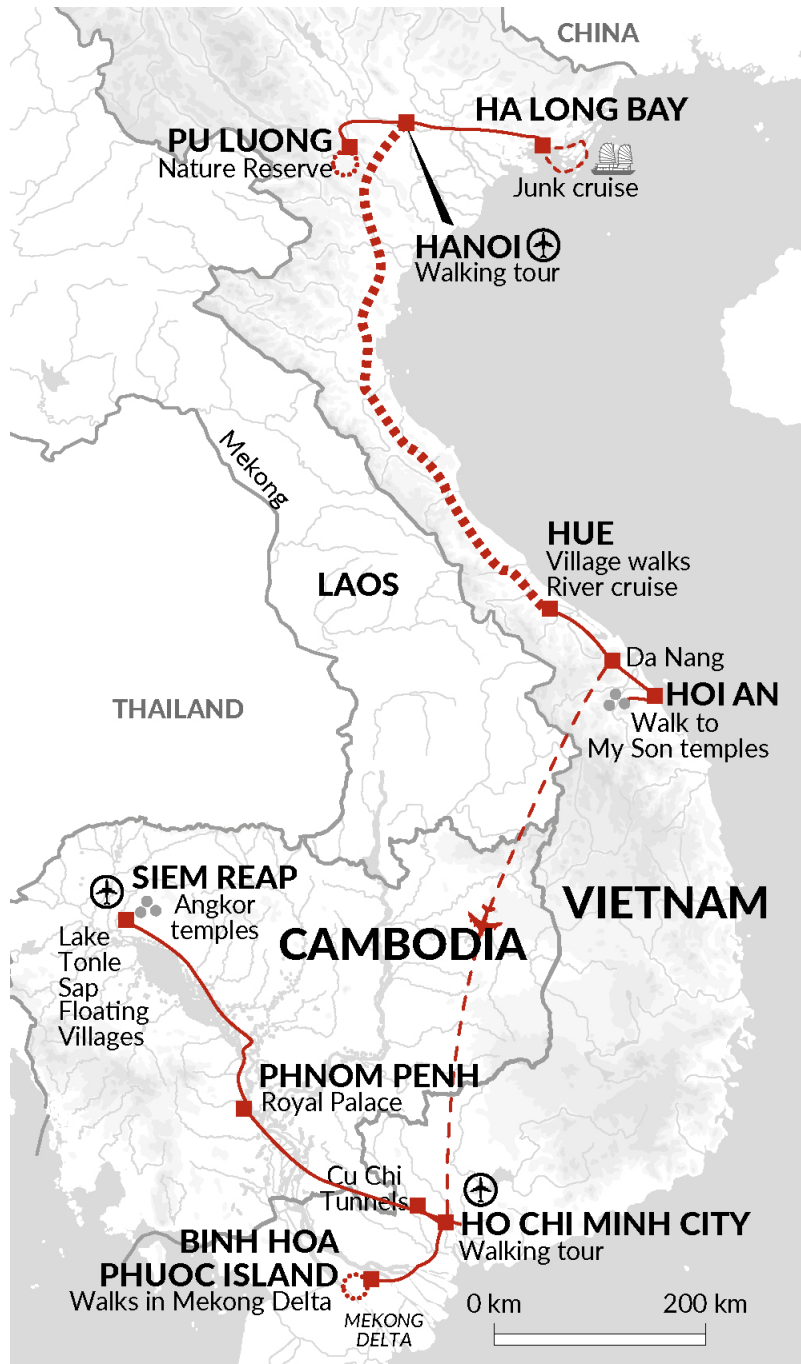 CHINA
HA LONG BAY
PU LUONG
Nature Reserve
Junk cruise
HANOI
Walking tour
Mekong
HUE
Village walks
River cruise
LAOS
Da Nang
THAILAND
HOI AN
Walk to
My Son temples
SIEM REAP
Angkor
temples
VIETNAM
CAMBODIA
Lake
Tonle
Sap
Floating
Villages
PHNOM PENH
Royal Palace
Cu Chi
Tunnels
HO CHI MINH CITY
Walking tour
BINH HOA
PHUOC ISLAND
Walks in Mekong Delta
MEKONG
DELTA
0 km 200 km